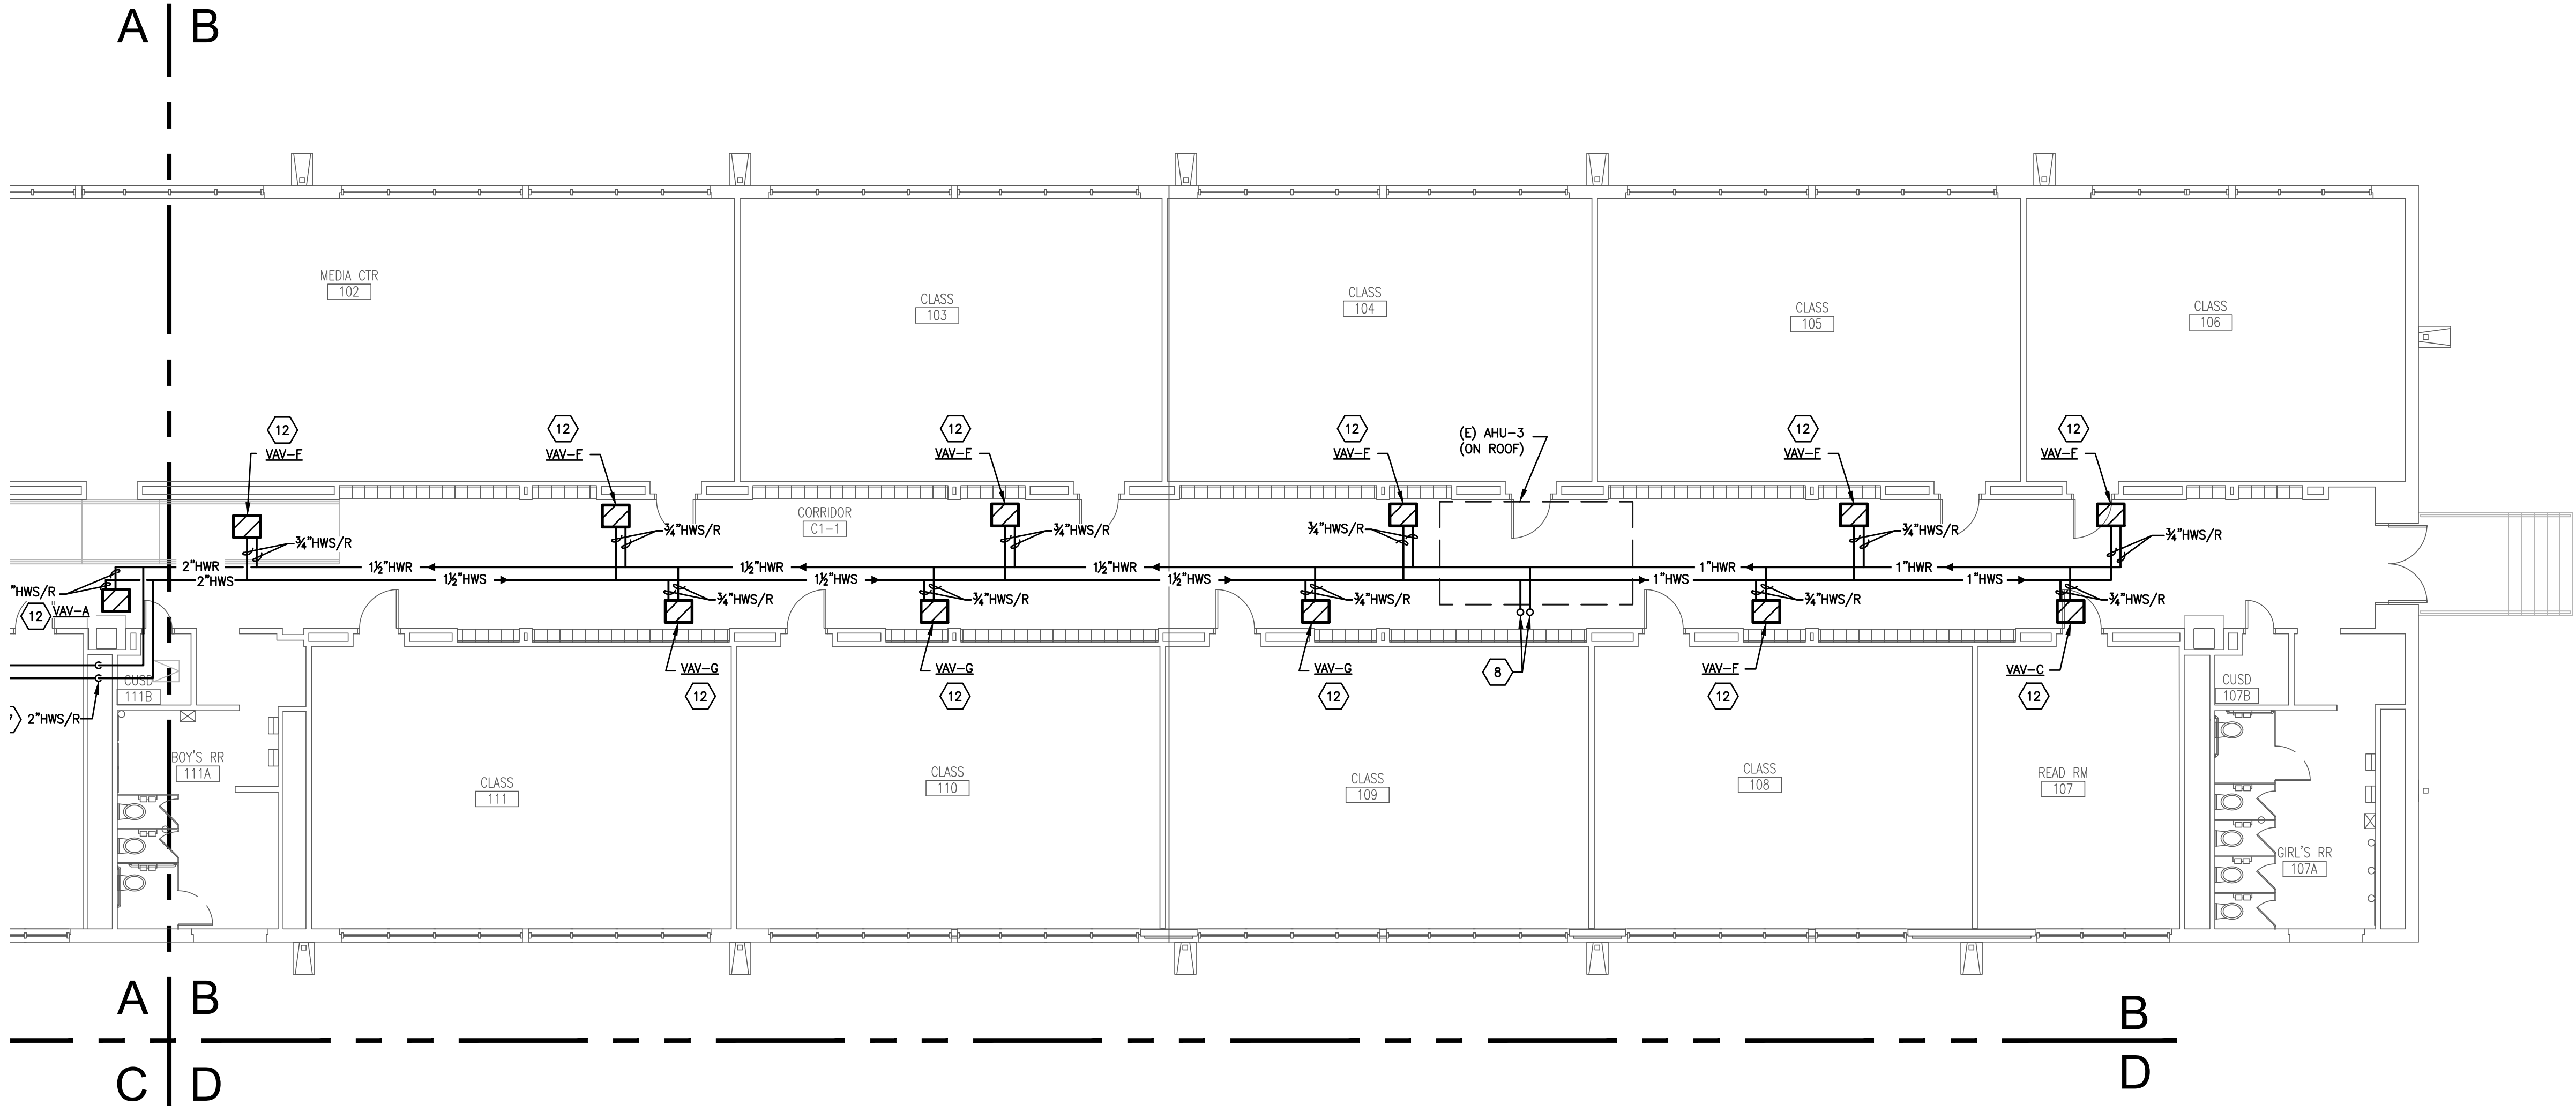 A B
MEDIA CTR
102
CLASS
103
CLASS
104
CLASS
105
CLASS
106
12
VAV-F
12
VAV-F
12
VAV-F
12
VAV-F
(E) AHU-3
(ON ROOF)
12
VAV-F
12
VAV-F
CORRIDOR
C1-1
¾"HWS/R
¾"HWS/R
¾"HWS/R
¾"HWS/R
¾"HWS/R
¾"HWS/R
2"HWR
1½"HWR
1½"HWR
1½"HWR
1"HWR
1"HWR
2"HWS
1½"HWS
1½"HWS
1½"HWS
1"HWS
1"HWS
"HWS/R
12
VAV-A
¾"HWS/R
¾"HWS/R
¾"HWS/R
¾"HWS/R
¾"HWS/R
VAV-G
12
VAV-G
12
VAV-G
12
8
VAV-F
12
VAV-C
12
CUSD
111B
2"HWS/R
CUSD
107B
BOY'S RR
111A
CLASS
111
CLASS
110
CLASS
109
CLASS
108
READ RM
107
GIRL'S RR
107A
A B
B
C D
D